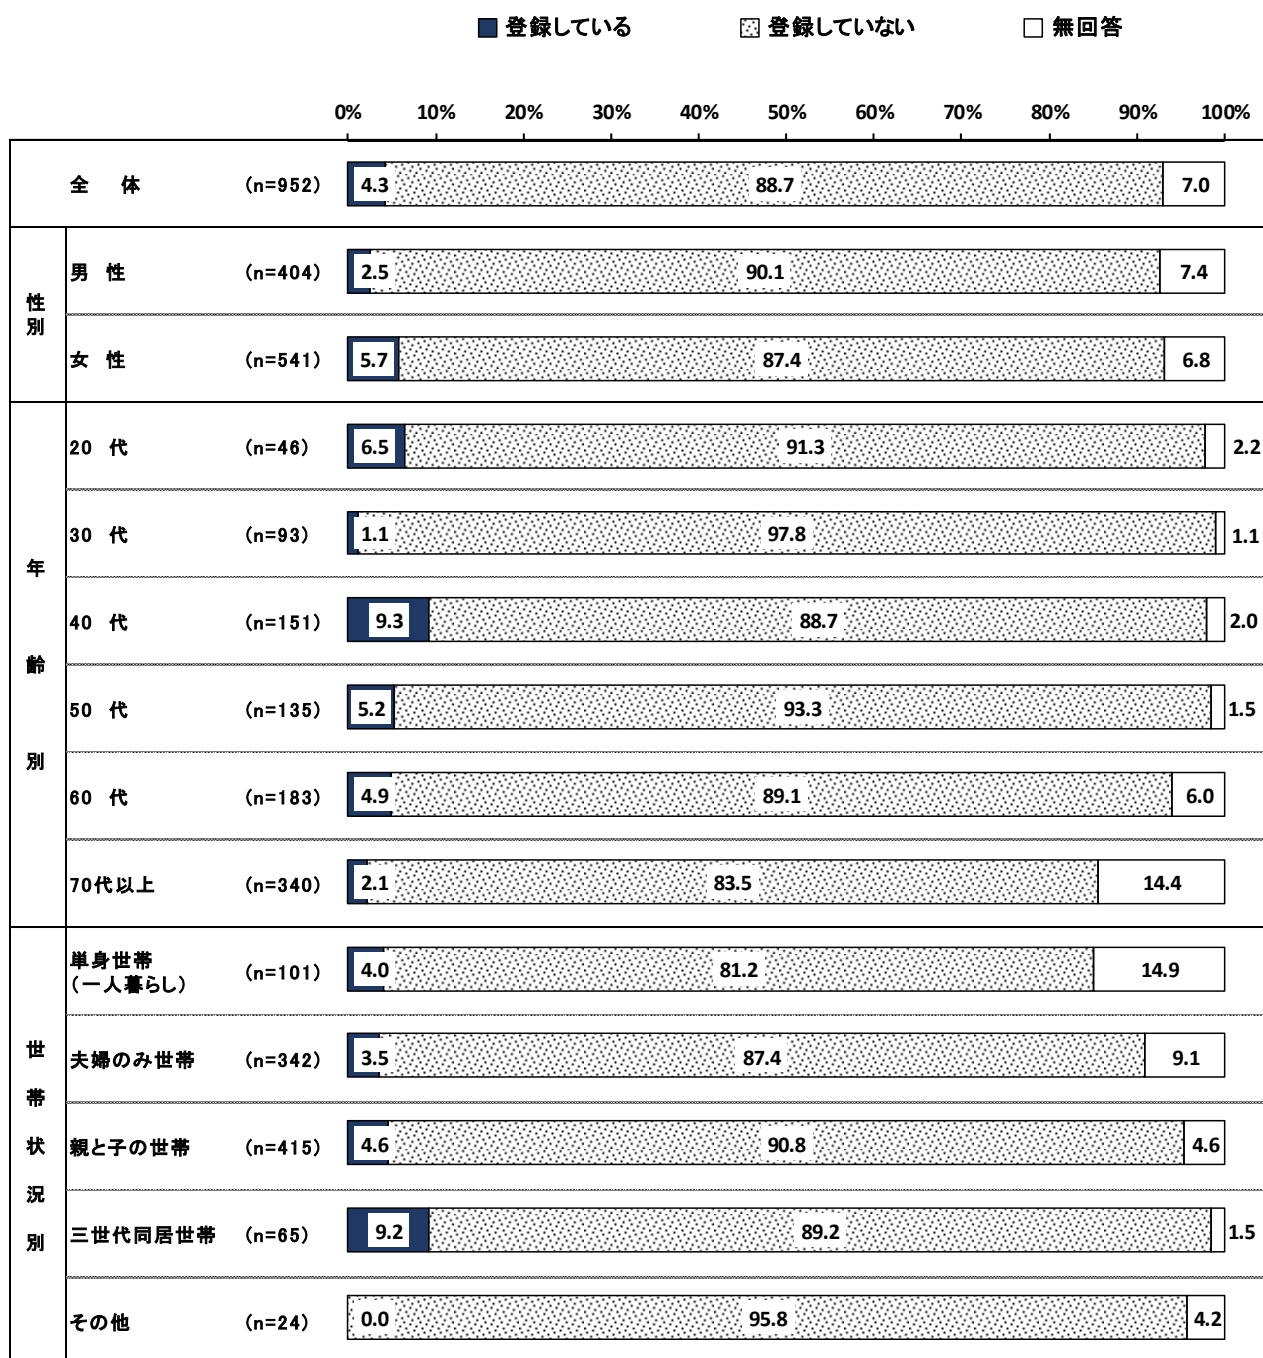 登録している 登録していない 無回答
0% 10% 20% 30% 40% 50% 60% 70% 80% 90% 100%
全 体 (n=952) 4.3 88.7 7.0
性別
男 性 (n=404) 2.5 90.1 7.4
女 性 (n=541) 5.7 87.4 6.8
年齢別
20 代 (n=46) 6.5 91.3 2.2
30 代 (n=93) 1.1 97.8 1.1
40 代 (n=151) 9.3 88.7 2.0
50 代 (n=135) 5.2 93.3 1.5
60 代 (n=183) 4.9 89.1 6.0
70代以上 (n=340) 2.1 83.5 14.4
世帯状況別
単身世帯
（一人暮らし） (n=101) 4.0 81.2 14.9
夫婦のみ世帯 (n=342) 3.5 87.4 9.1
親と子の世帯 (n=415) 4.6 90.8 4.6
三世代同居世帯 (n=65) 9.2 89.2 1.5
その他 (n=24) 0.0 95.8 4.2